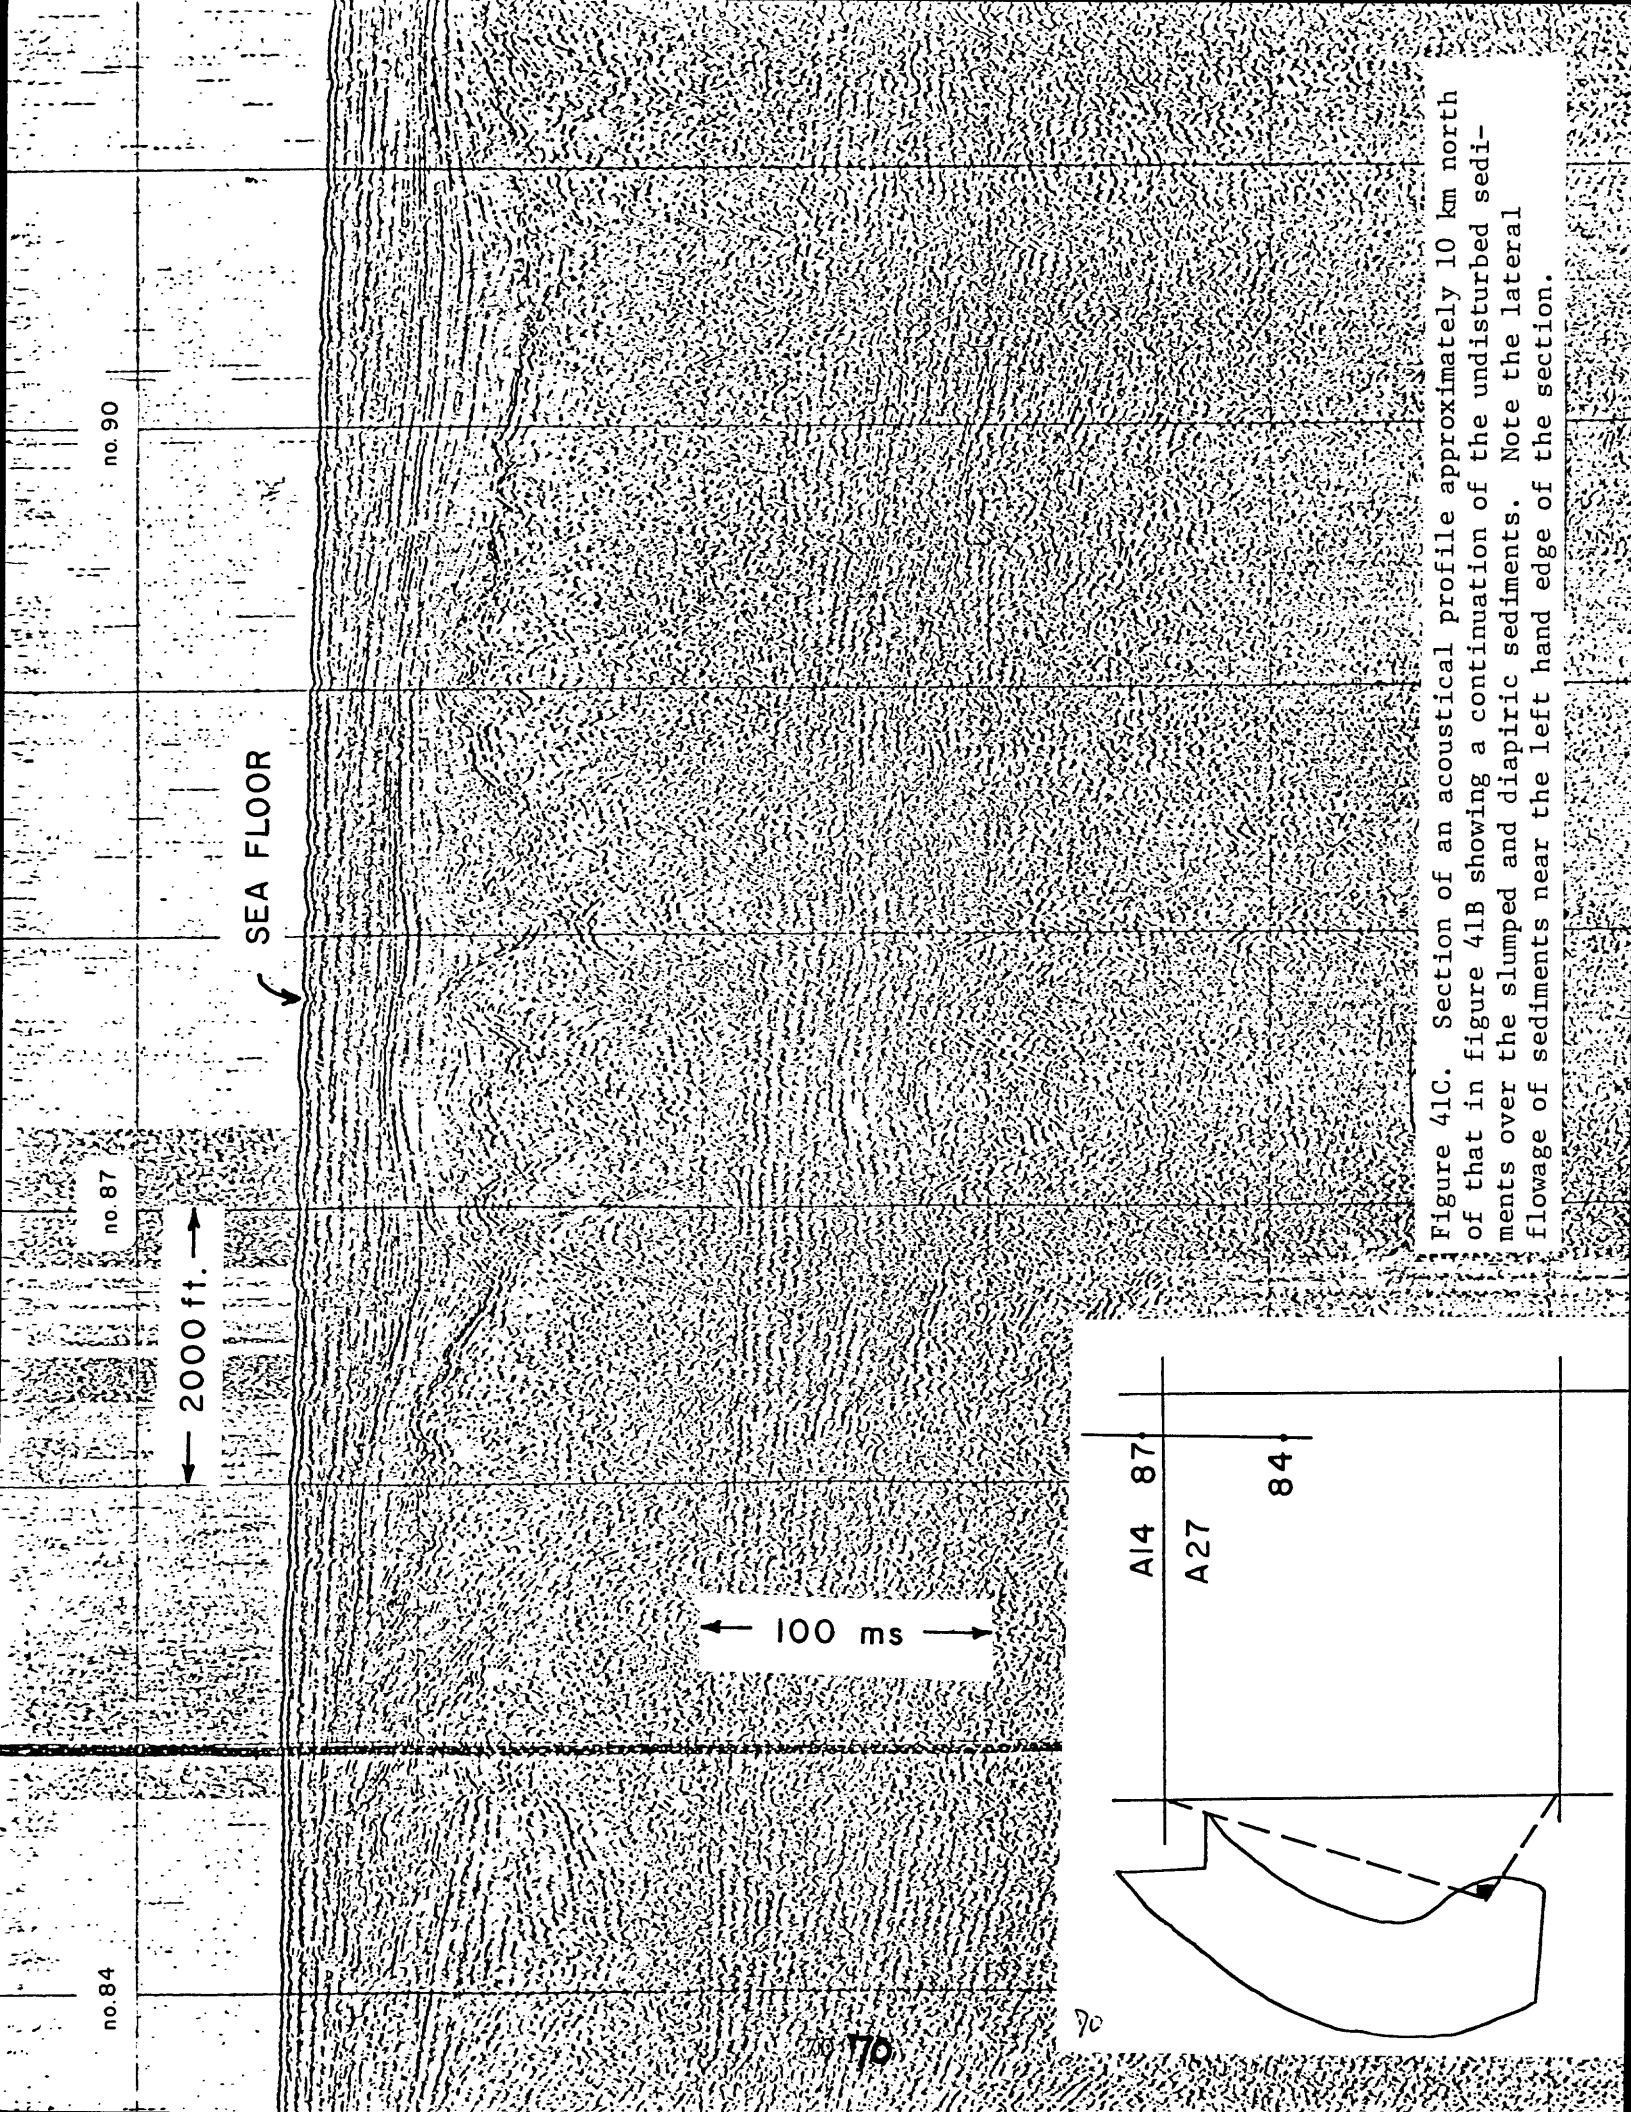 no.84
no. 87
no. 90
2000 ft.
SEA FLOOR
100 ms
A14 87
A27
84
70
70
Figure 41C. Section of an acoustical profile approximately 10 km north
of that in figure 41B showing a continuation of the undisturbed sedi-
ments over the slumped and diapiric sediments. Note the lateral
flowage of sediments near the left hand edge of the section.